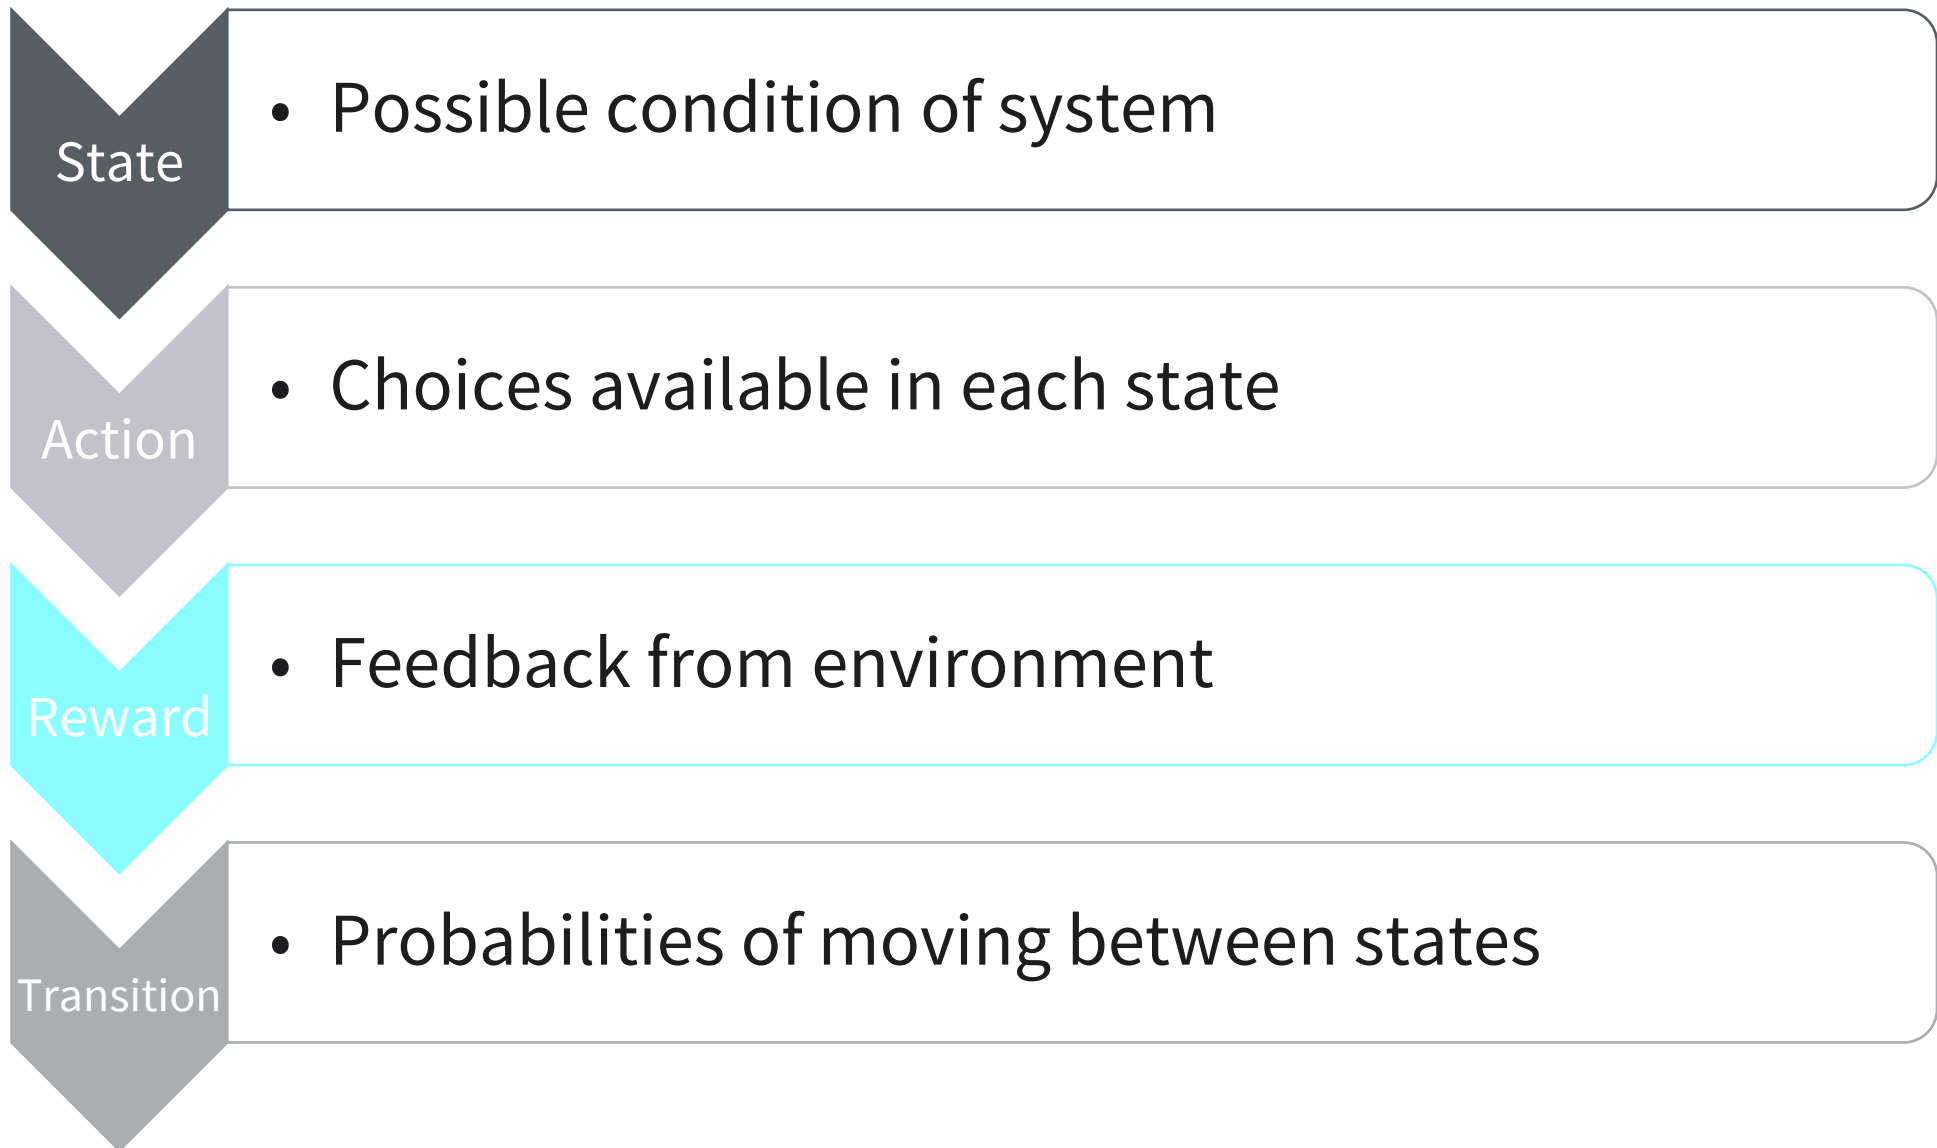 State
• Possible condition of system
Action
• Choices available in each state
Reward
• Feedback from environment
Transition
• Probabilities of moving between states